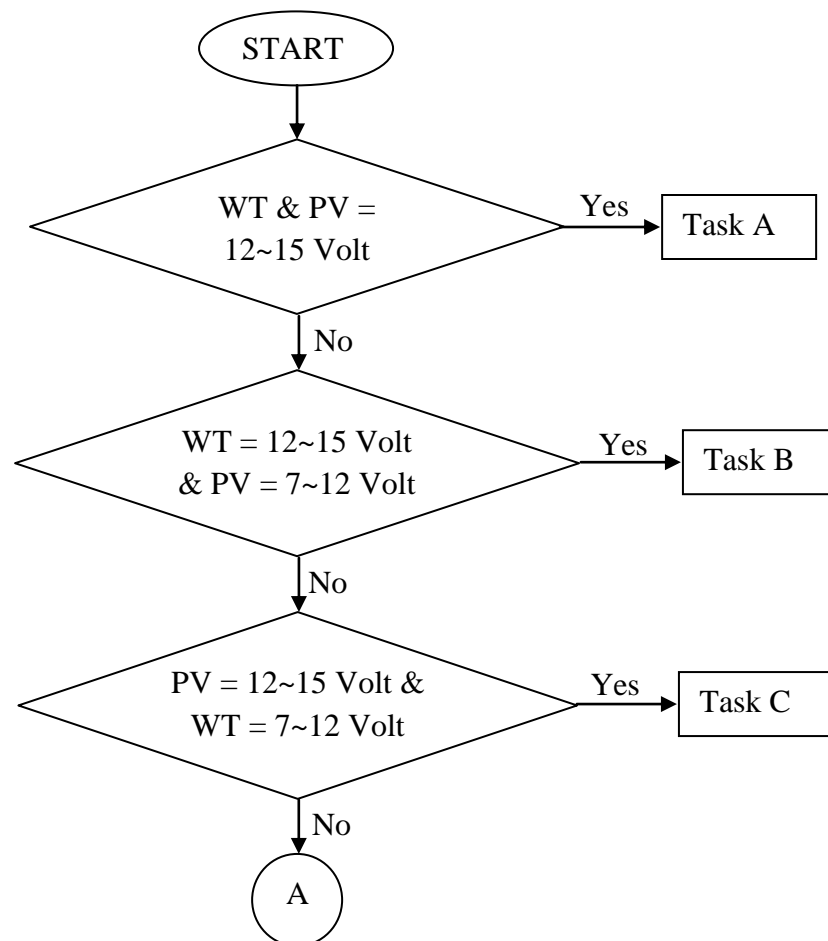 START
WT & PV =
12~15 Volt
Yes
Task A
No
WT = 12~15 Volt
& PV = 7~12 Volt
Yes
Task B
No
PV = 12~15 Volt &
WT = 7~12 Volt
Yes
Task C
No
A